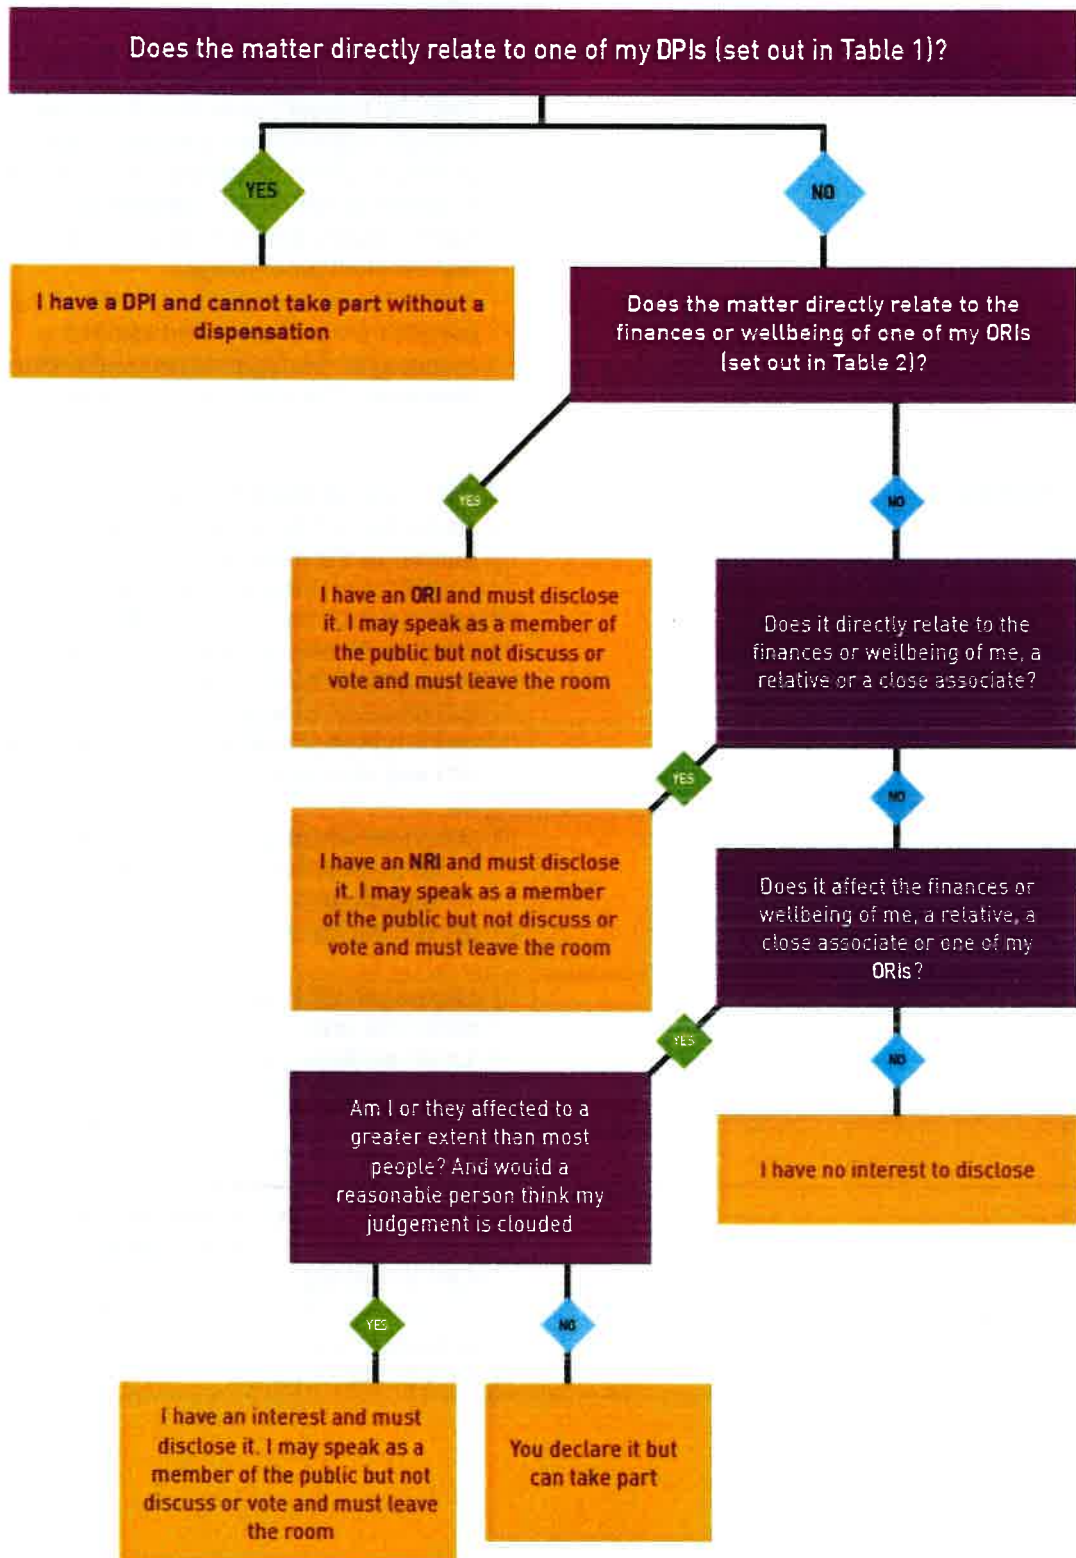 Does the matter directly relate to one of my DPIs (set out in Table 1)?
YES
NO
I have a DPI and cannot take part without a
dispensation
Does the matter directly relate to the
finances or wellbeing of one of my ORIs
(set out in Table 2)?
YES
NO
I have an ORI and must disclose
it. I may speak as a member of
the public but not discuss or
vote and must leave the room
Does it directly relate to the
finances or wellbeing of me, a
relative or a close associate?
YES
NO
I have an NRI and must disclose
it. I may speak as a member
of the public but not discuss or
vote and must leave the room
Does it affect the finances or
wellbeing of me, a relative, a
close associate or one of my
ORIs?
YES
NO
Am I or they affected to a
greater extent than most
people? And would a
reasonable person think my
judgement is clouded
I have no interest to disclose
YES
NO
I have an interest and must
disclose it. I may speak as a
member of the public but not
discuss or vote and must leave
the room
You declare it but
can take part